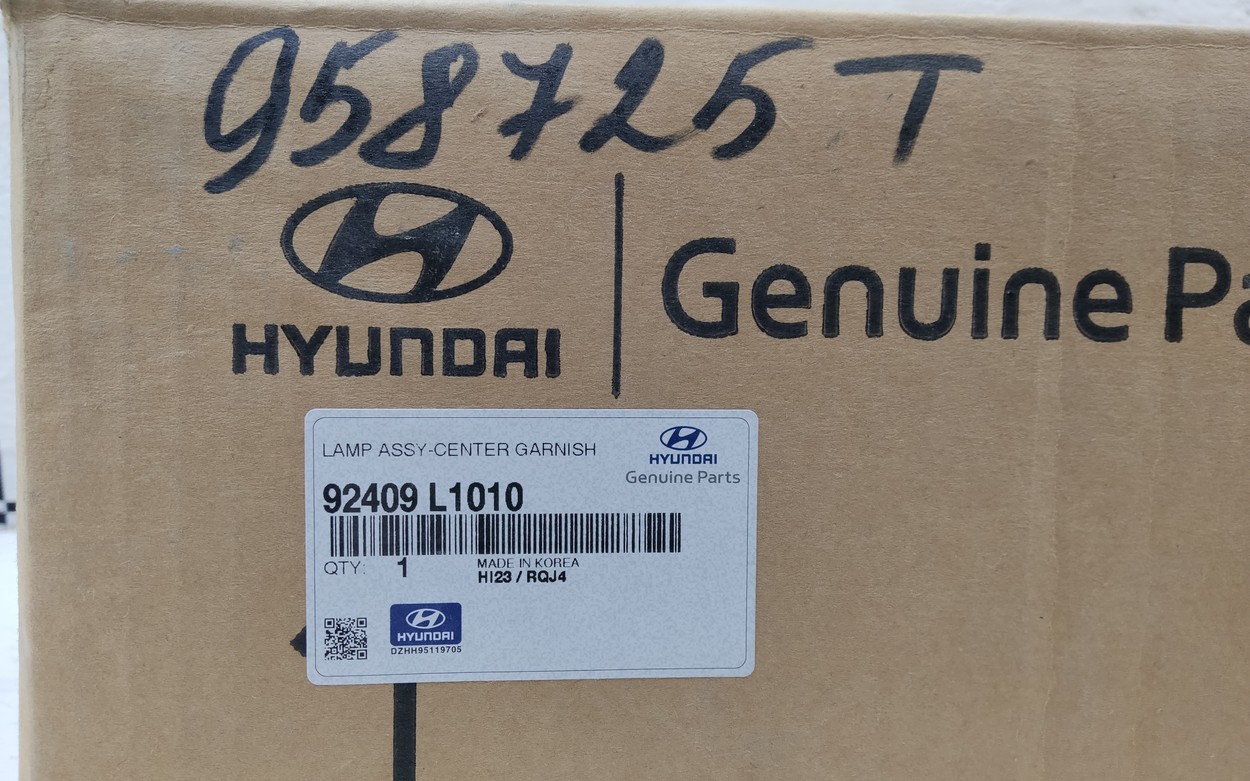 958725 T
HYUNDAI
Genuine Pa
LAMP ASSY-CENTER GARNISH
HYUNDAI
Genuine Parts
92409 L1010
QTY: 1
MADE IN KOREA
HI23 / RQJ4
HYUNDAI
DZHH95119705